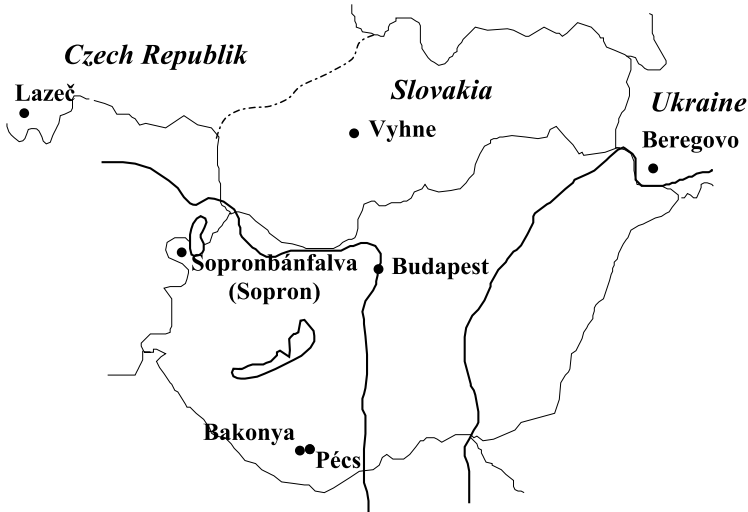 Czech Republik
Lazeč
Slovakia
Ukraine
Vyhne
Beregovo
Sopronbánfalva
(Sopron)
Budapest
Bakonya
Pécs